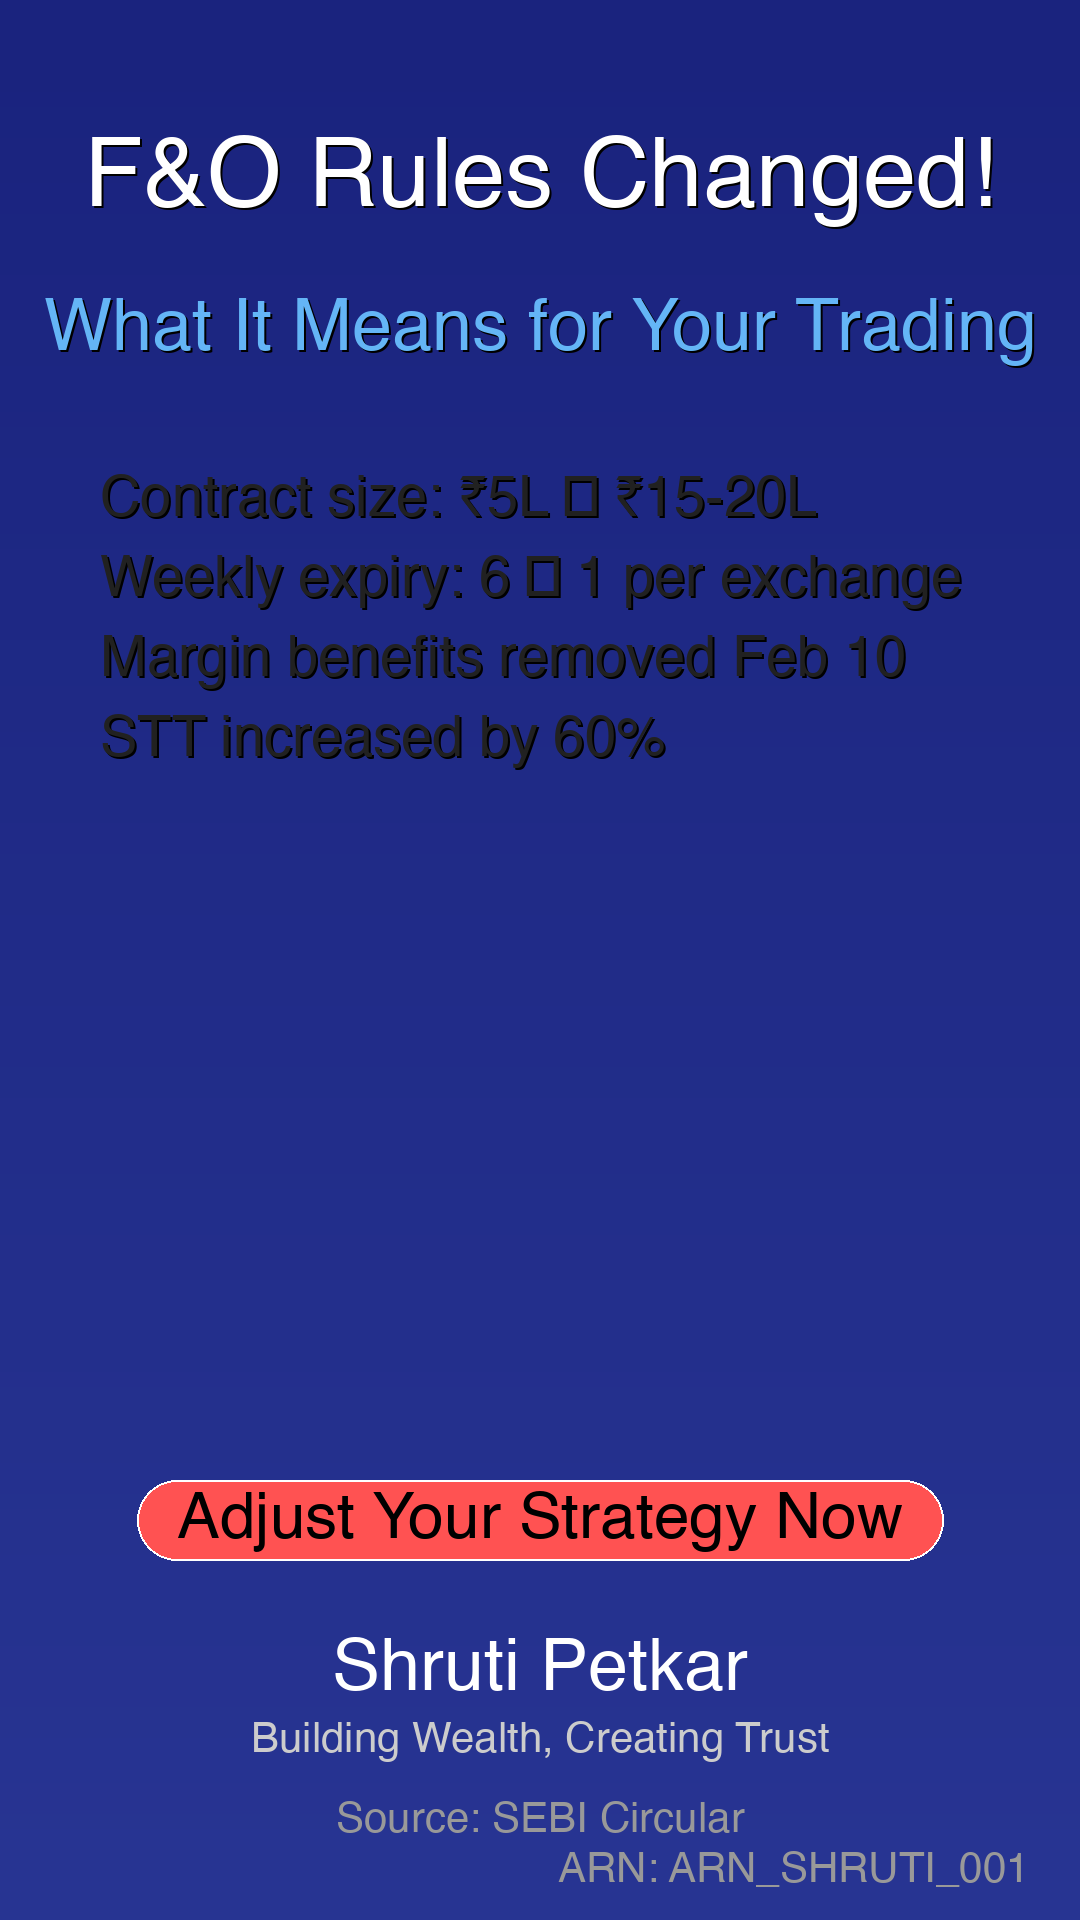 F&O Rules Changed!
What It Means for Your Trading
Contract size: ₹5L □ ₹15-20L
Weekly expiry: 6 □ 1 per exchange
Margin benefits removed Feb 10
STT increased by 60%
Adjust Your Strategy Now
Shruti Petkar
Building Wealth, Creating Trust
Source: SEBI Circular
ARN: ARN_SHRUTI_001